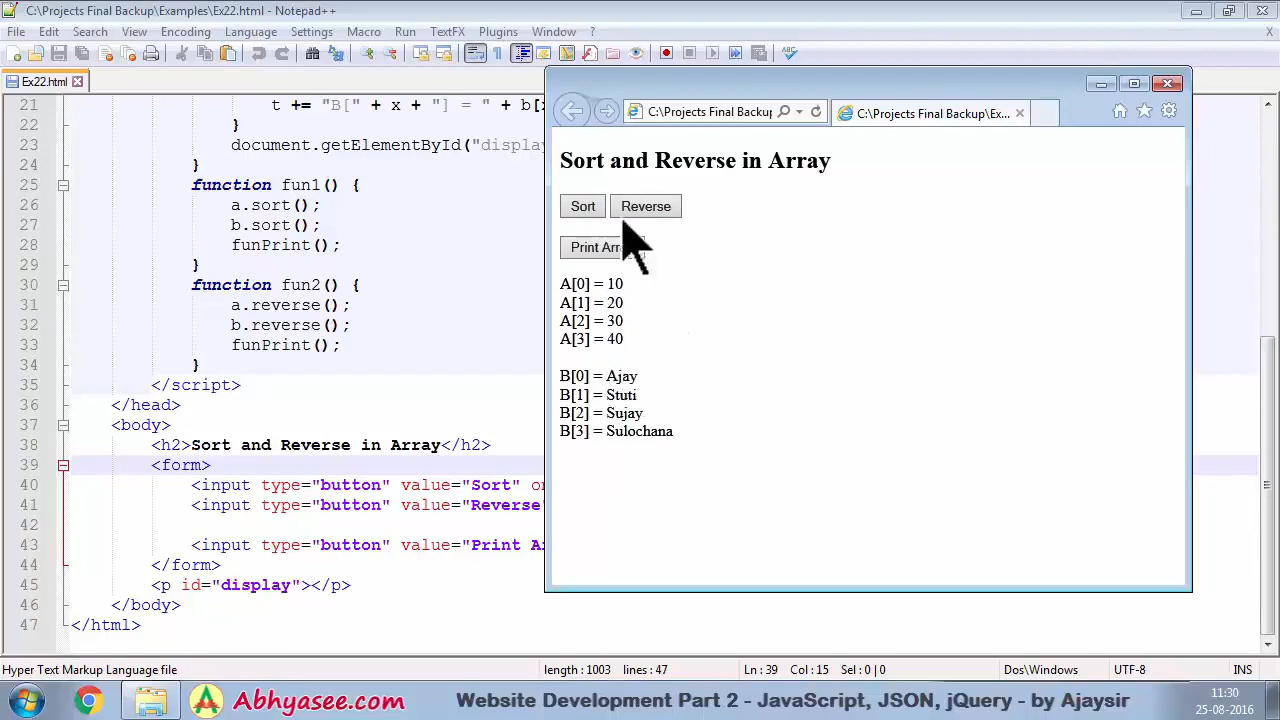 C:\Projects Final Backup\Examples\Ex22.html - Notepad++
File Edit Search View Encoding Language Settings Macro Run TextFX Plugins Window ?
X
Ex22.html
21 t += "B[" + x + "] = " + b[x
22 }
23 document.getElementById("displa
24 }
25 function fun1() {
26 a.sort();
27 b.sort();
28 funPrint();
29 }
30 function fun2() {
31 a.reverse();
32 b.reverse();
33 funPrint();
34 }
35 </script>
36 </head>
37 <body>
38 <h2>Sort and Reverse in Array</h2>
39 <form>
40 <input type="button" value="Sort" on
41 <input type="button" value="Reverse"
42
43 <input type="button" value="Print A
44 </form>
45 <p id="display"></p>
46 </body>
47 </html>
C:\Projects Final Backup
C:\Projects Final Backup\Ex...
Sort and Reverse in Array
Sort Reverse
Print Arr
A[0] = 10
A[1] = 20
A[2] = 30
A[3] = 40
B[0] = Ajay
B[1] = Stuti
B[2] = Sujay
B[3] = Sulochana
Hyper Text Markup Language file length : 1003 lines : 47 Ln : 39 Col : 15 Sel : 0 | 0 Dos\Windows UTF-8 INS
Abhyasee.com
Website Development Part 2 - JavaScript, JSON, jQuery - by Ajaysir
11:30
25-08-2016